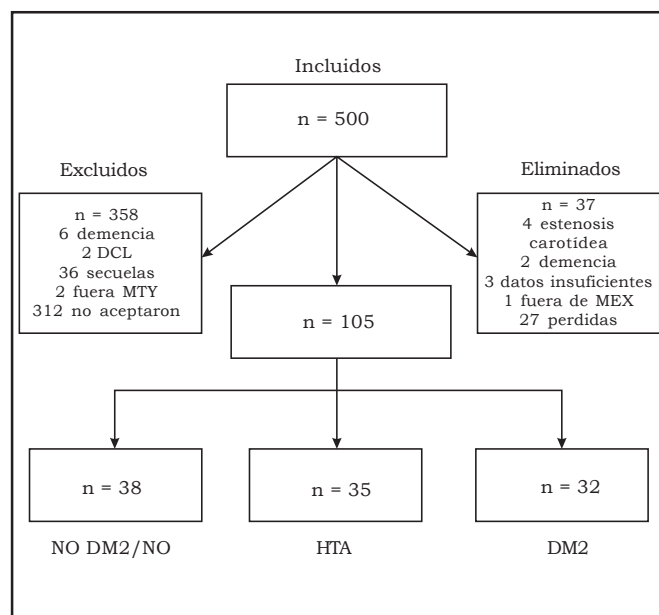 Incluidos
n = 500
Excluidos
n = 358
6 demencia
2 DCL
36 secuelas
2 fuera MTY
312 no aceptaron
Eliminados
n = 37
4 estenosis
carotídea
2 demencia
3 datos insuficientes
1 fuera de MEX
27 perdidas
n = 105
n = 38
n = 35
n = 32
NO DM2/NO
HTA
DM2